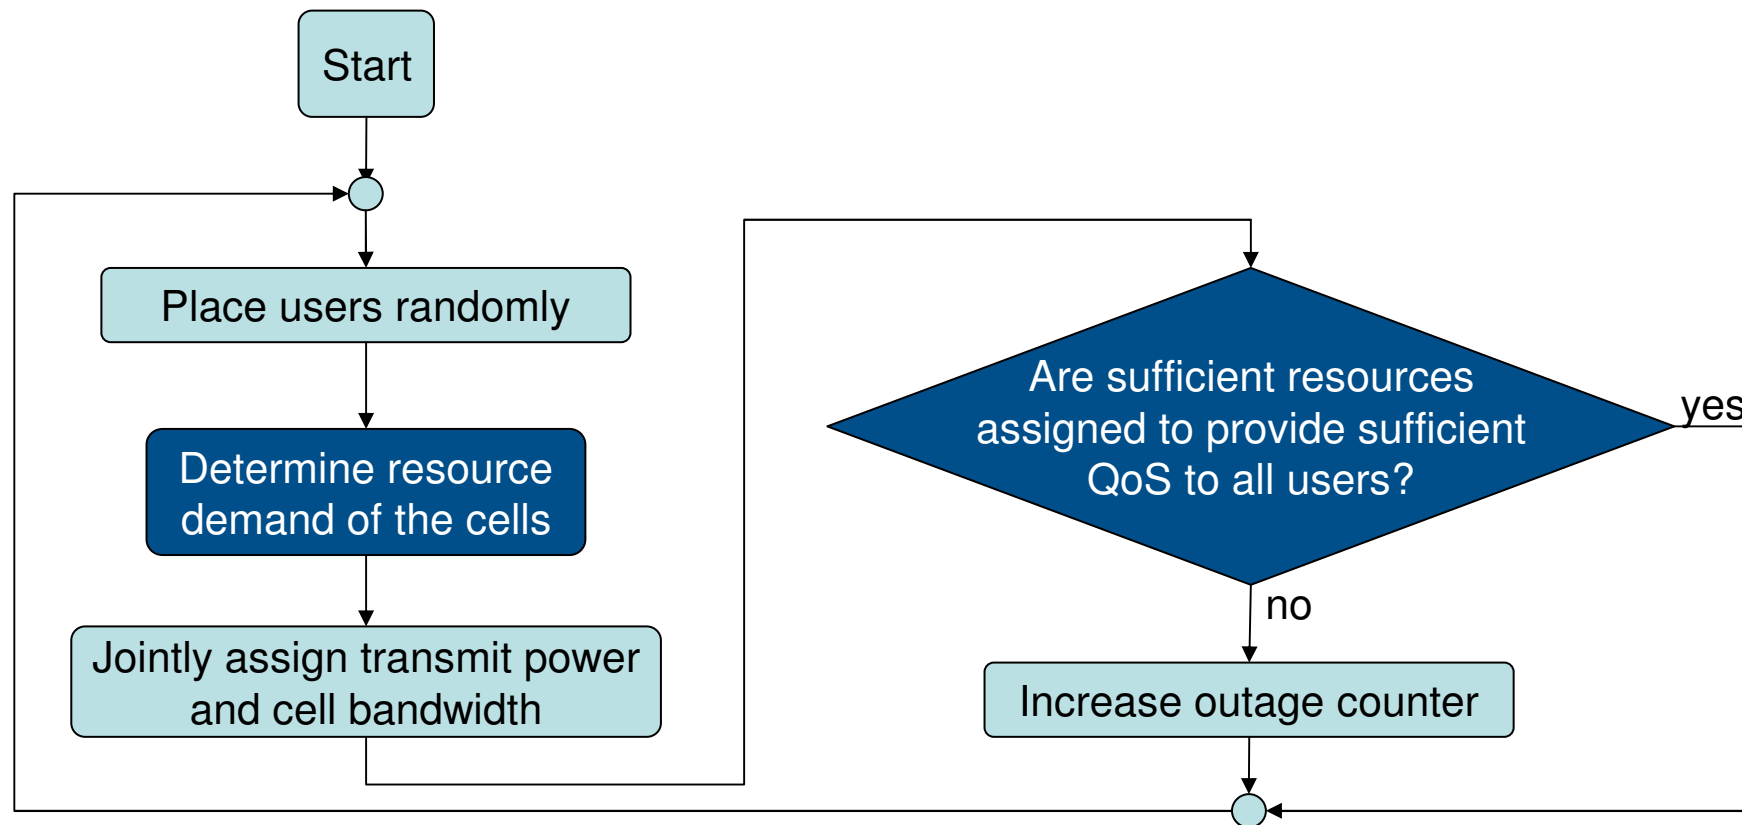 Start
Place users randomly
Determine resource
demand of the cells
Jointly assign transmit power
and cell bandwidth
Are sufficient resources
assigned to provide sufficient
QoS to all users?
yes
no
Increase outage counter